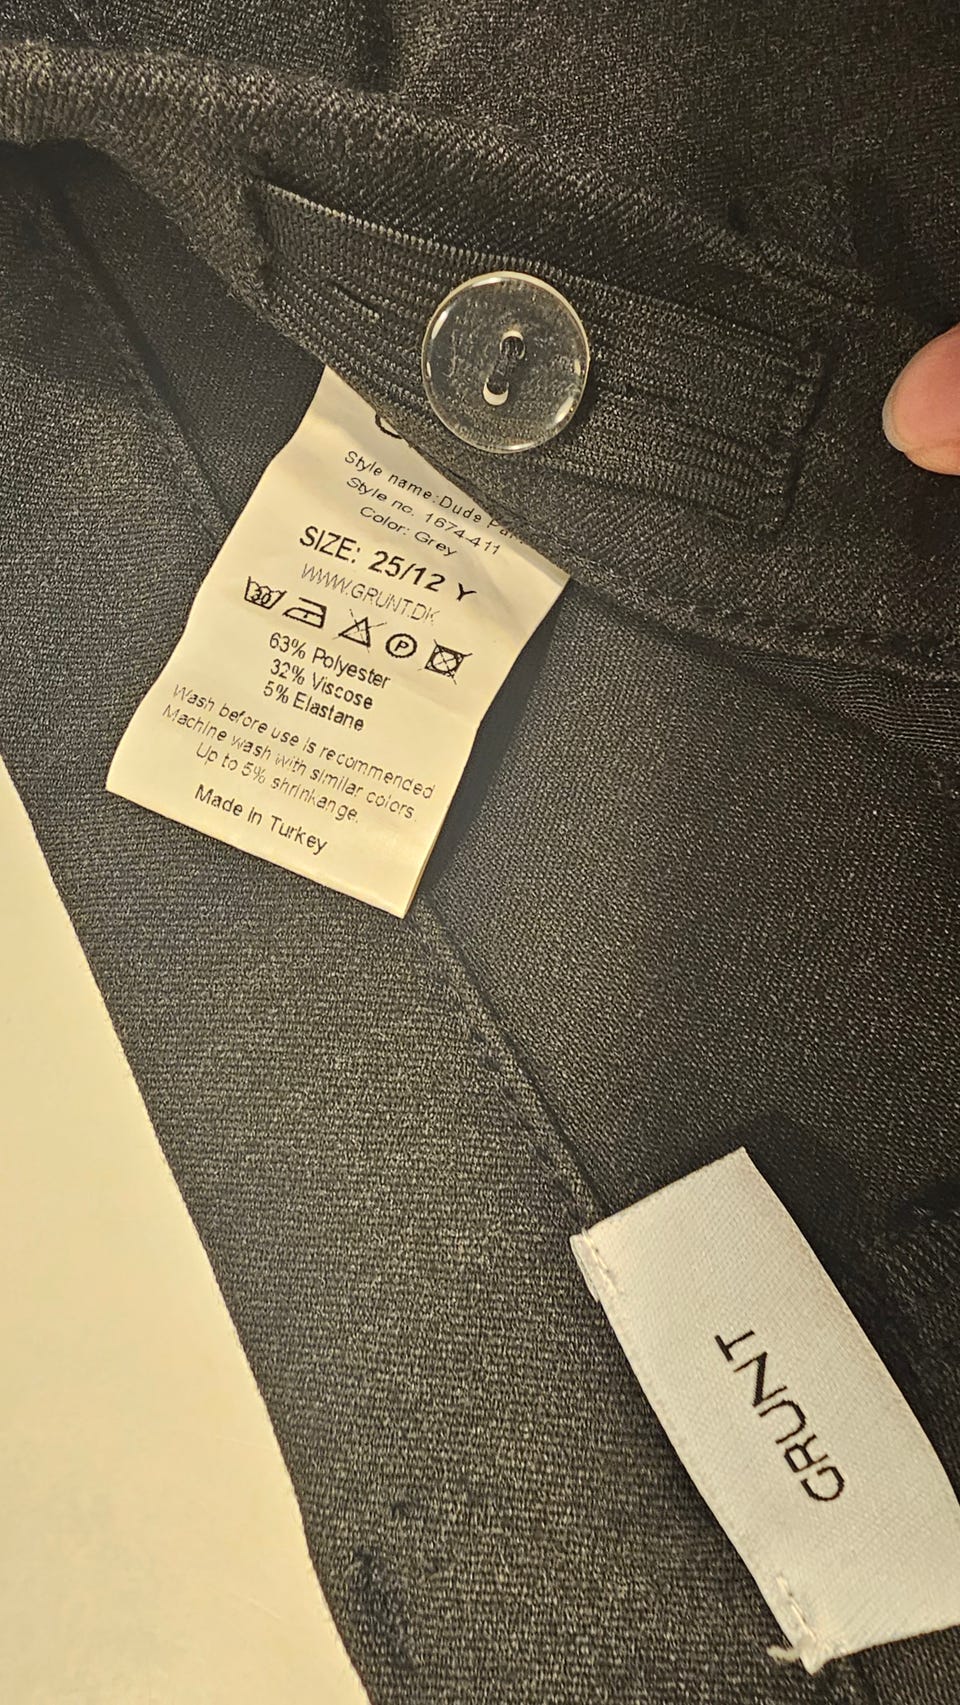 Style name:Dude
Style no. 1674-411
Color: Grey
SIZE: 25/12 Y
WWW.GRUNT.DK
30
P
63% Polyester
32% Viscose
5% Elastane
Wash before use is recommended
Machine wash with similar colors
Up to 5% shrinkange.
Made in Turkey
GRUNT